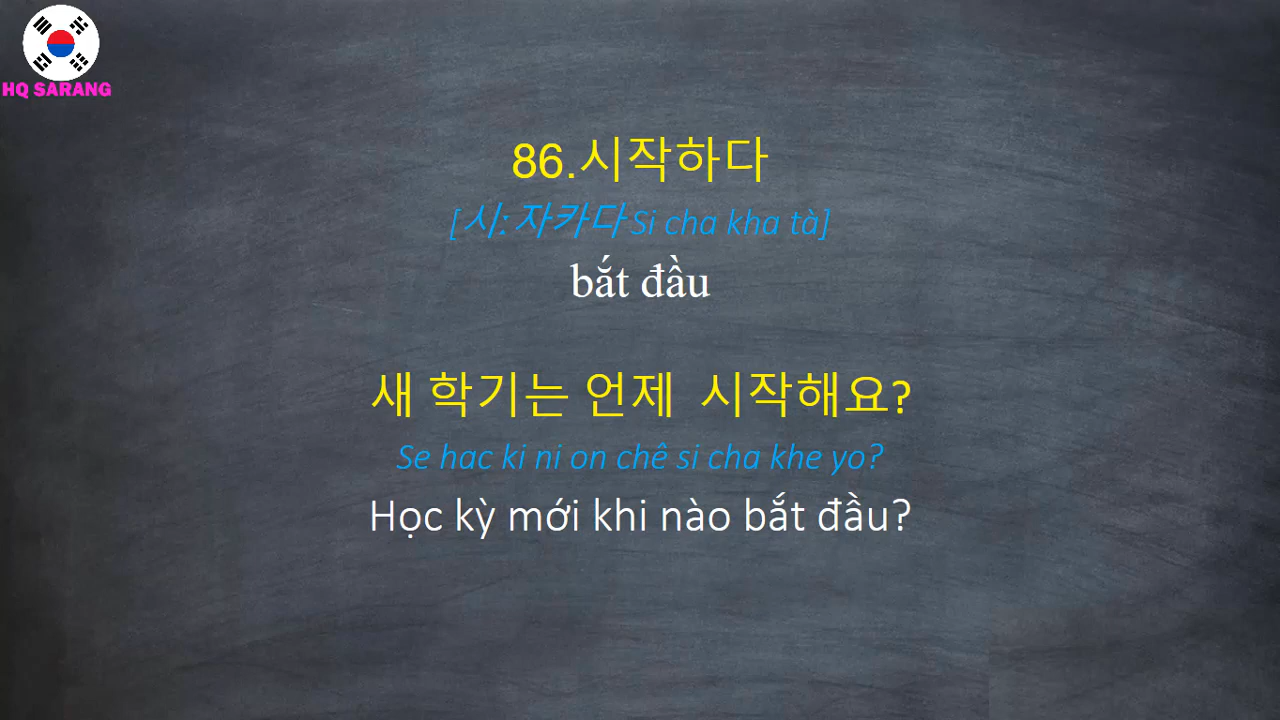 HQ SARANG
86.시작하다
[시: 자카다 Si cha kha tà]
bắt đầu
새 학기는 언제 시작해요?
Se hac ki ni on chê si cha khe yo?
Học kỳ mới khi nào bắt đầu?